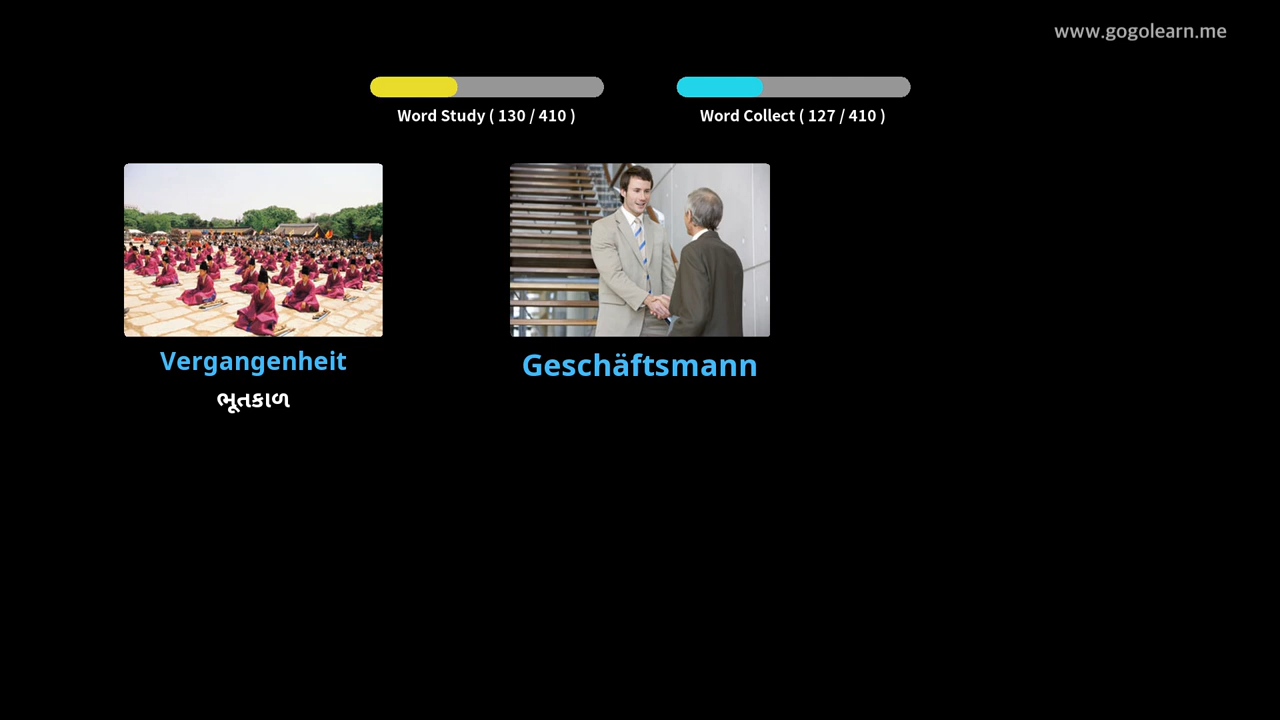 www.gogolearn.me
Word Study ( 130 / 410 )
Word Collect ( 127 / 410 )
Vergangenheit
ભૂતકાળ
Geschäftsmann